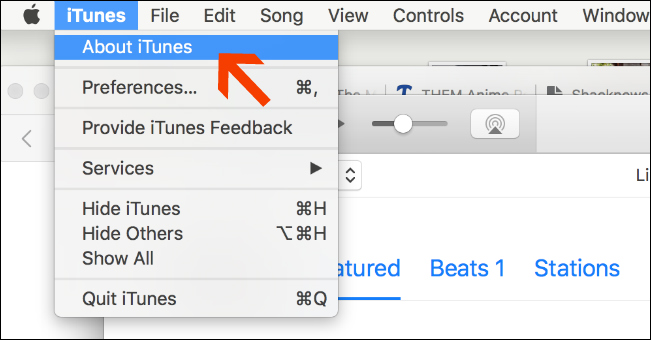 iTunes File Edit Song View Controls Account Window
About iTunes
Preferences... ⌘,
The M
THEM Anime
Shacknews
Provide iTunes Feedback
Services
Li
Hide iTunes ⌘H
Hide Others ⌥⌘H
Show All
atured Beats 1 Stations
Quit iTunes ⌘Q